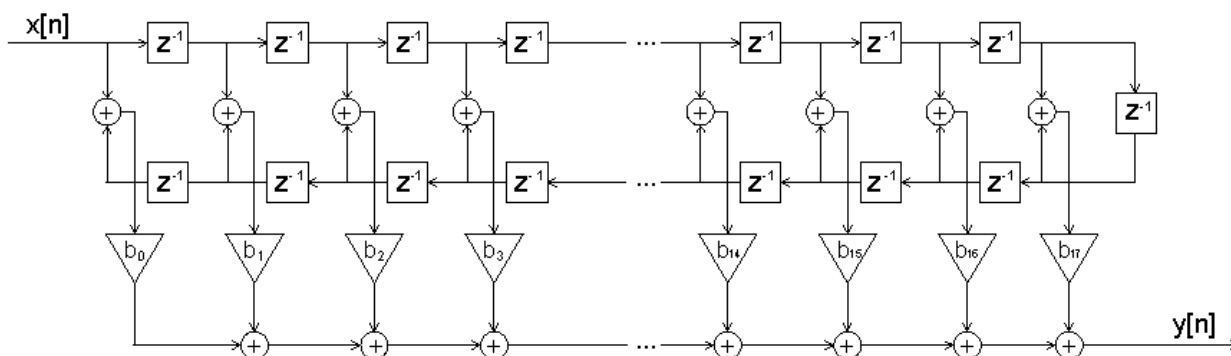 x[n]
z⁻¹ z⁻¹ z⁻¹ z⁻¹ ... z⁻¹ z⁻¹ z⁻¹
+ + + + + + + + z⁻¹
z⁻¹ z⁻¹ z⁻¹ z⁻¹ ... z⁻¹ z⁻¹ z⁻¹
b₀ b₁ b₂ b₃ b₁₄ b₁₅ b₁₆ b₁₇
y[n]
+ + + ... + + + +